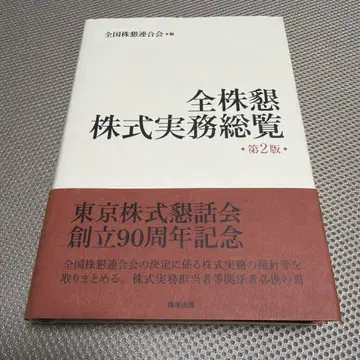 全国株懇連合会•編
全株懇
株式実務総覧
•第2版•
東京株式懇話会
創立90周年記念
全国株懇連合会の決定に係る株式実務の指針等を
取りまとめる、株式実務担当者等関係者必携の書
商事法務